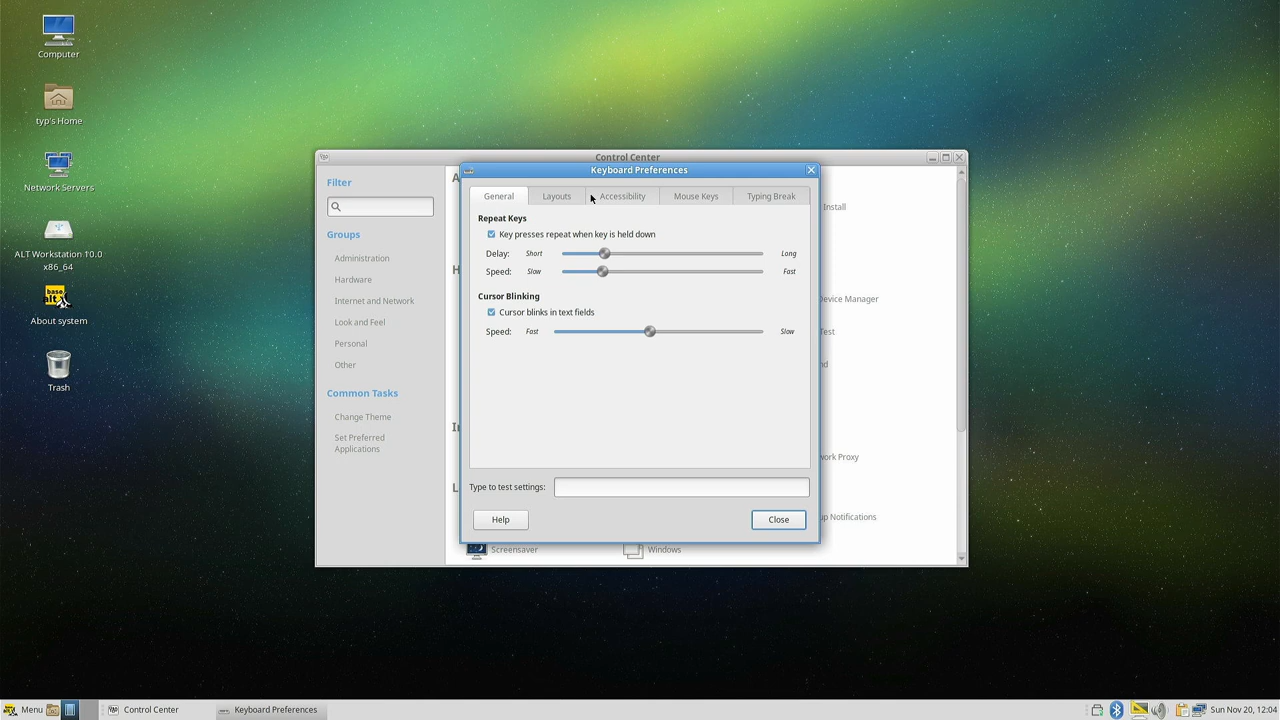 Computer
typ's Home
Network Servers
ALT Workstation 10.0
x86_64
base
alt
About system
Trash
Control Center
Filter
Groups
Administration
Hardware
Internet and Network
Look and Feel
Personal
Other
Common Tasks
Change Theme
Set Preferred
Applications
Install
Device Manager
Test
Screensaver
Windows
Keyboard Preferences
General
Layouts
Accessibility
Mouse Keys
Typing Break
Repeat Keys
Key presses repeat when key is held down
Delay: Short Long
Speed: Slow Fast
Cursor Blinking
Cursor blinks in text fields
Speed: Fast Slow
Type to test settings:
Help
Close
Proxy
Notifications
Menu
Control Center
Keyboard Preferences
Sun Nov 20, 12:04